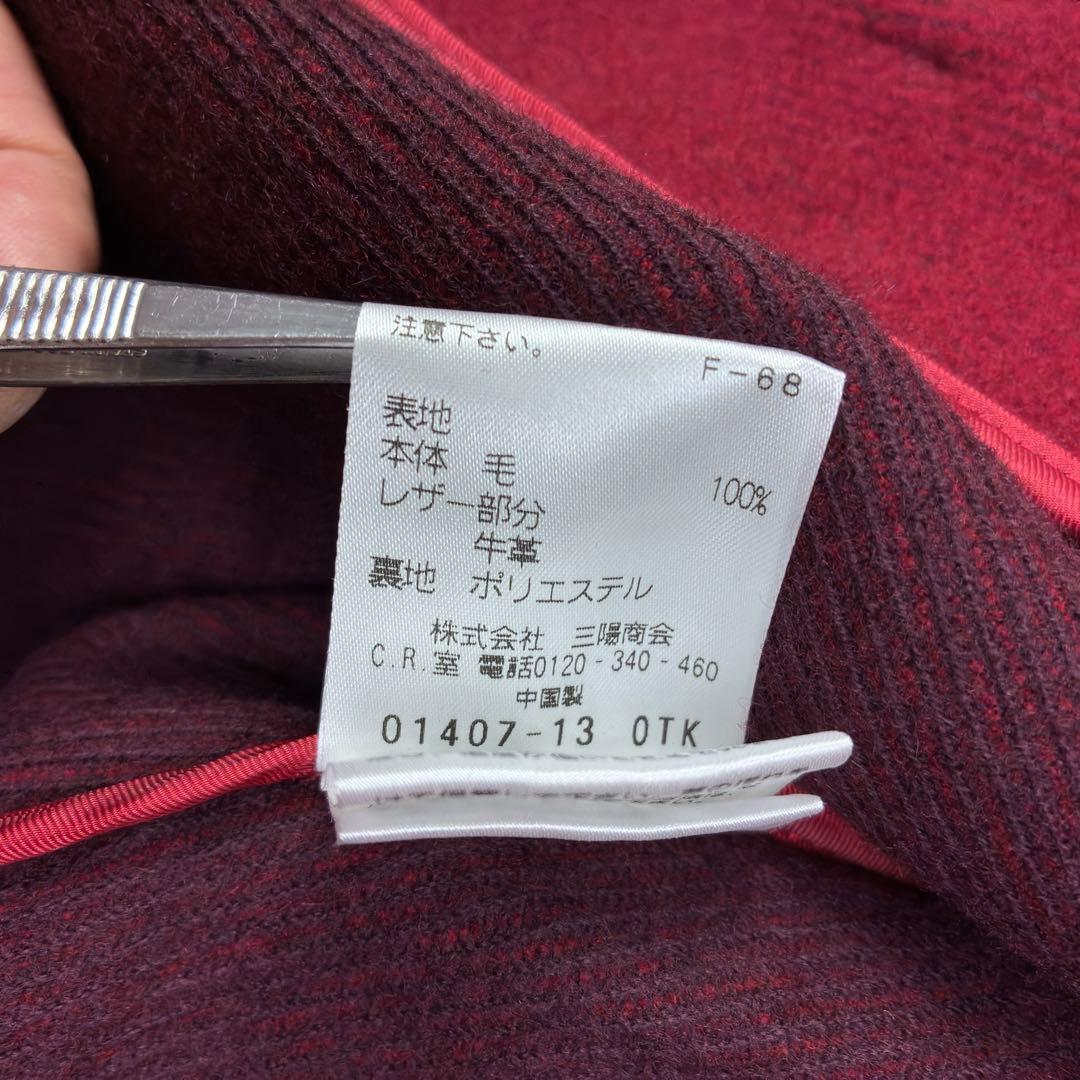 注意下さい。
F-68
表地
本体 毛 100%
レザー部分
牛革
裏地 ポリエステル
株式会社 三陽商会
C.R.室 電話0120-340-460
中国製
01407-13 0TK